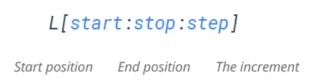 L[start:stop:step]
Start position End position The increment